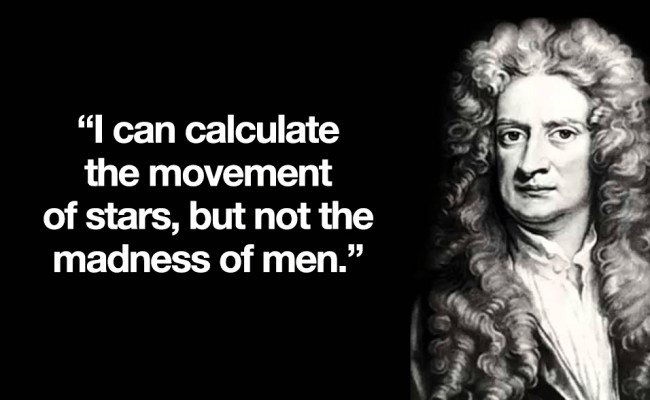 “I can calculate
the movement
of stars, but not the
madness of men.”